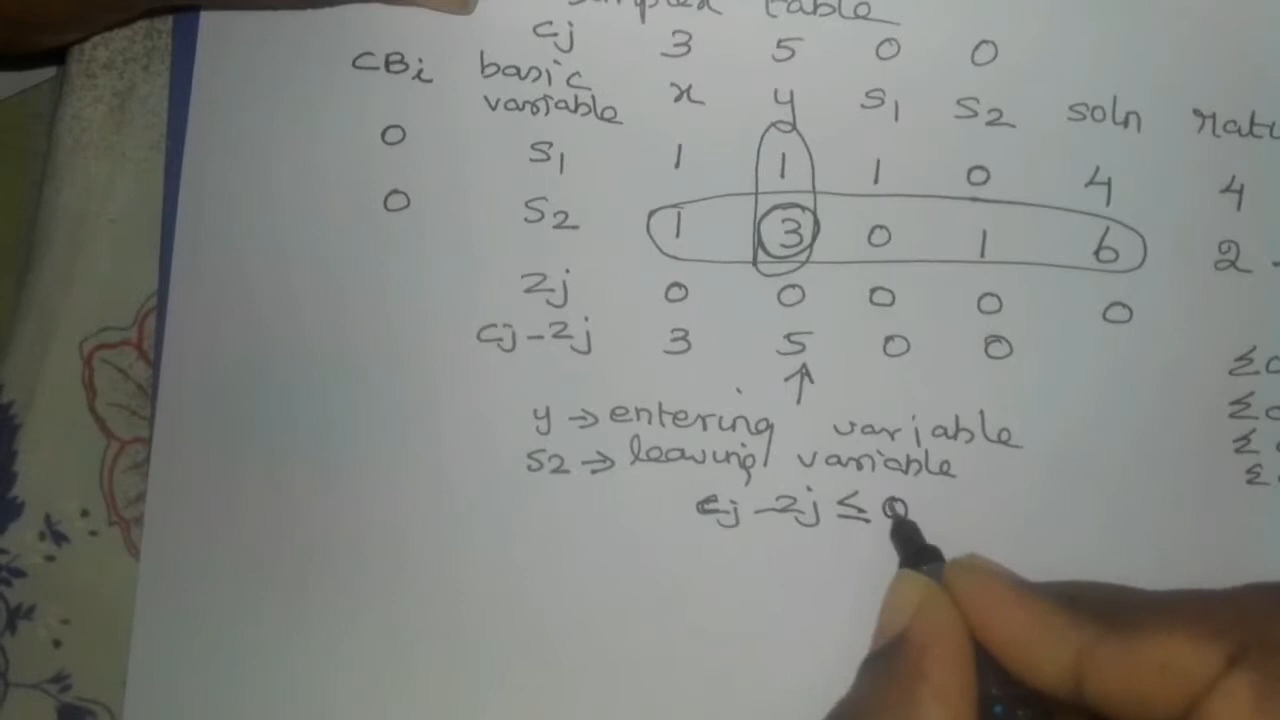 simplex table
cj 3 5 0 0
CBi basic variable x y s1 s2 soln
0 s1 1 1 1 0 4 4
0 s2 1 3 0 1 6 2
zj 0 0 0 0 0
cj-zj 3 5 0 0
↑
y → entering variable
s2 → leaving variable
cj-zj ≤ 0